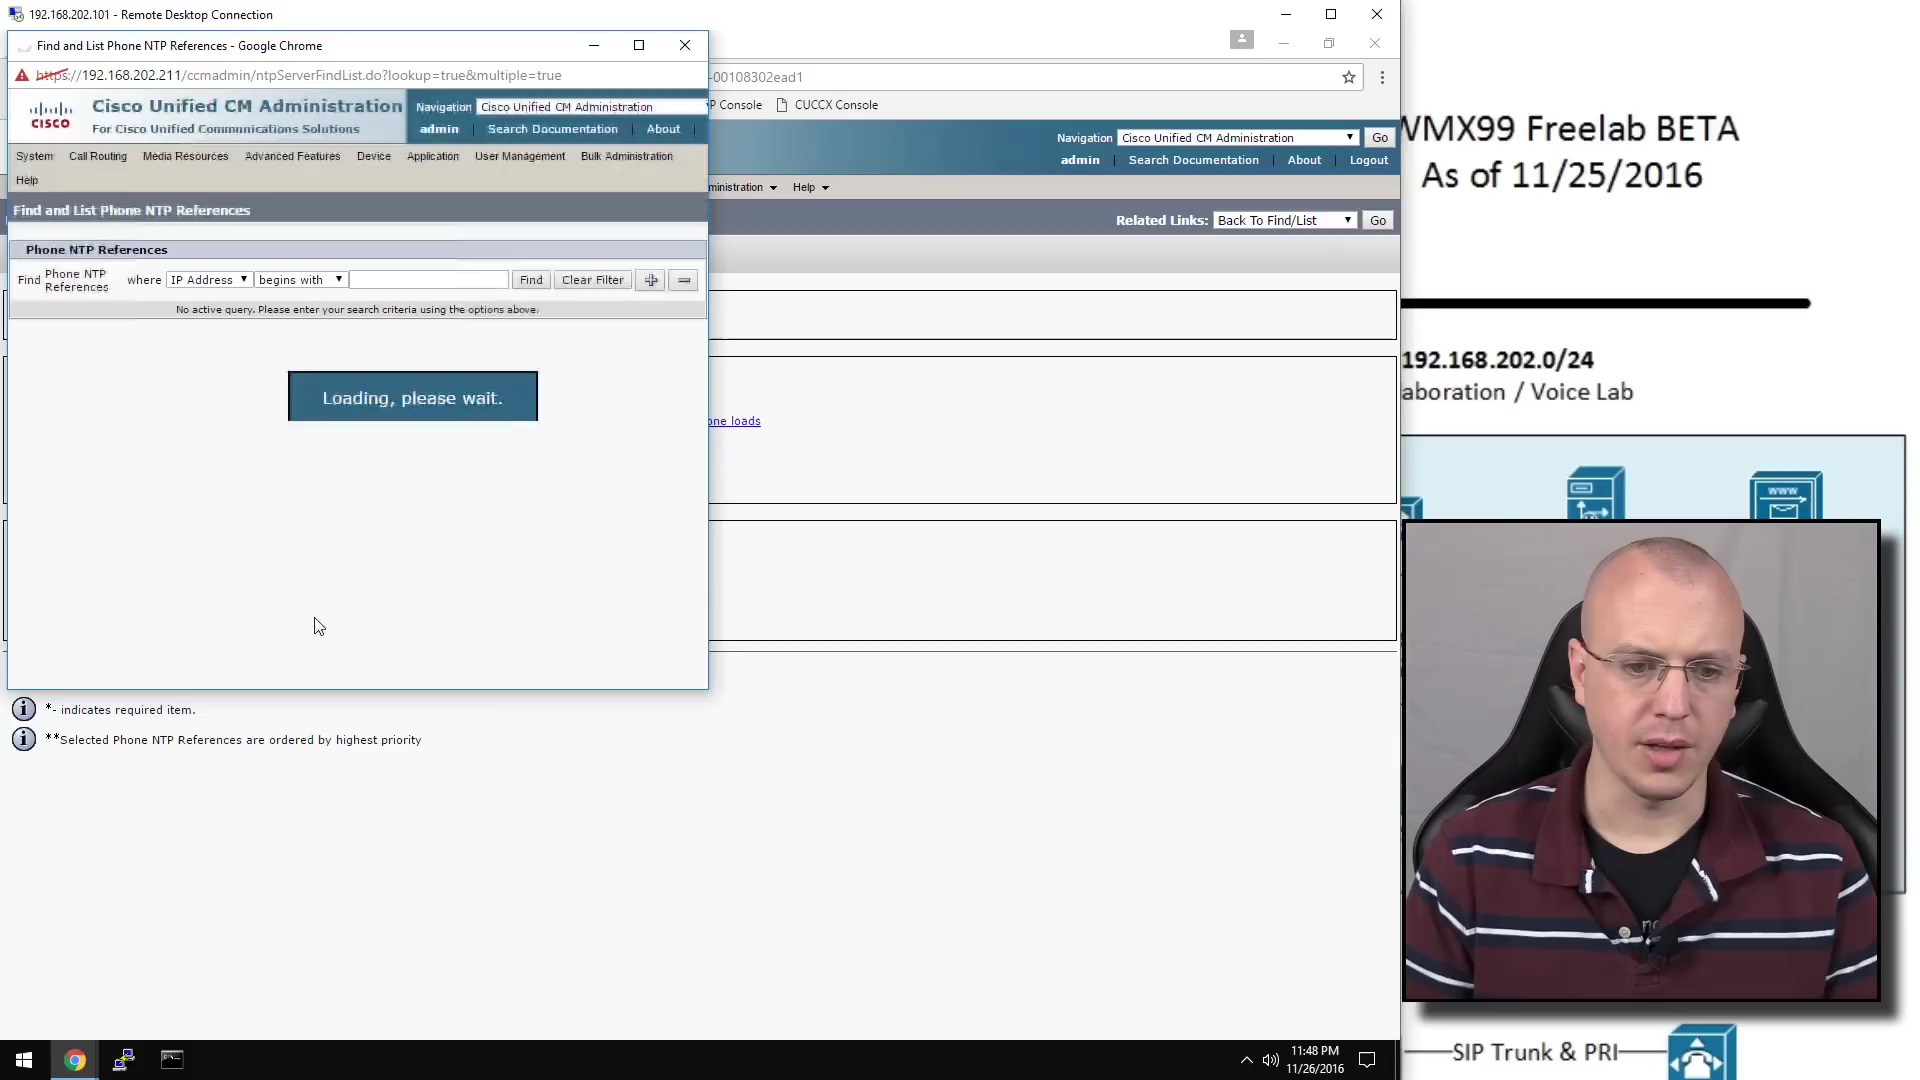 192.168.202.101 - Remote Desktop Connection
Find and List Phone NTP References - Google Chrome
https://192.168.202.211/ccmadmin/ntpServerFindList.do?lookup=true&multiple=true
-00108302ead1
P Console
CUCCX Console
CISCO
Cisco Unified CM Administration
For Cisco Unified Communications Solutions
Navigation Cisco Unified CM Administration
admin Search Documentation About
Navigation Cisco Unified CM Administration Go
admin Search Documentation About Logout
System Call Routing Media Resources Advanced Features Device Application User Management Bulk Administration
Help
ministration Help
Find and List Phone NTP References
Related Links: Back To Find/List Go
Phone NTP References
Find Phone NTP References where IP Address begins with Find Clear Filter
No active query. Please enter your search criteria using the options above.
Loading, please wait.
one loads
*- indicates required item.
**Selected Phone NTP References are ordered by highest priority
11:48 PM
11/26/2016
WMX99 Freelab BETA
As of 11/25/2016
192.168.202.0/24
aboration / Voice Lab
WWW
SIP Trunk & PRI